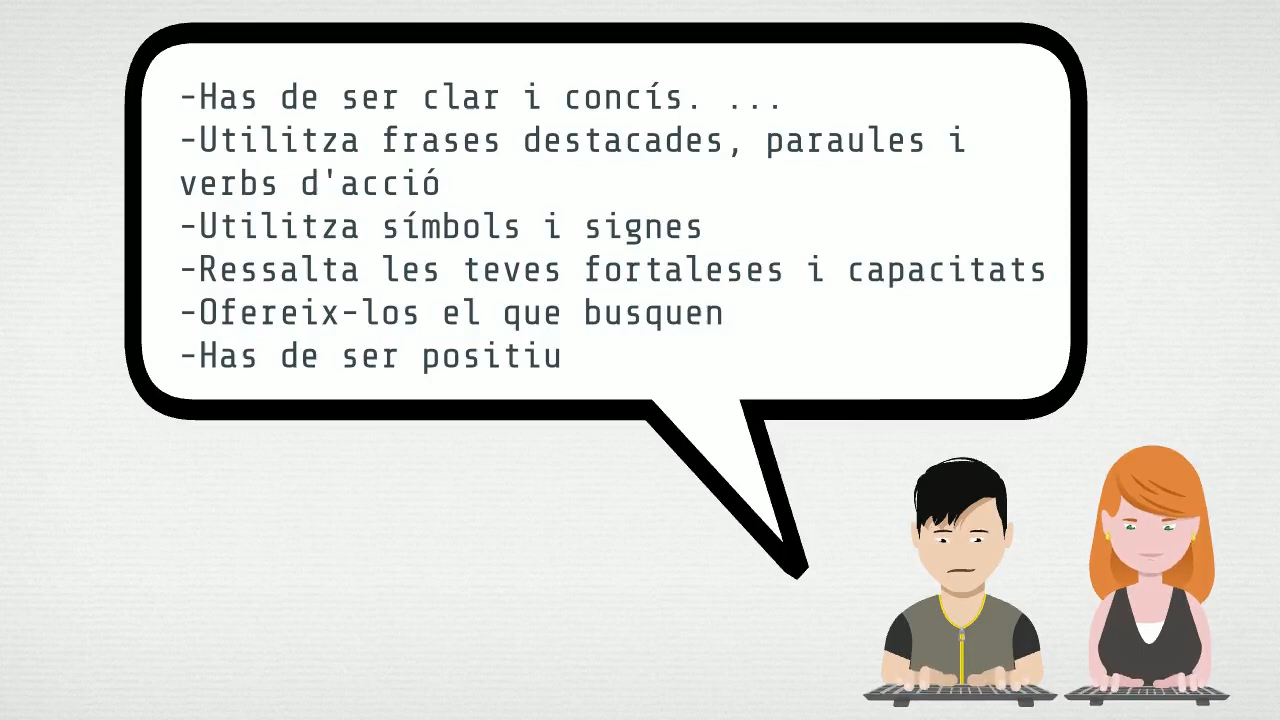 -Has de ser clar i concís. ...
-Utilitza frases destacades, paraules i
verbs d'acció
-Utilitza símbols i signes
-Ressalta les teves fortaleses i capacitats
-Ofereix-los el que busquen
-Has de ser positiu